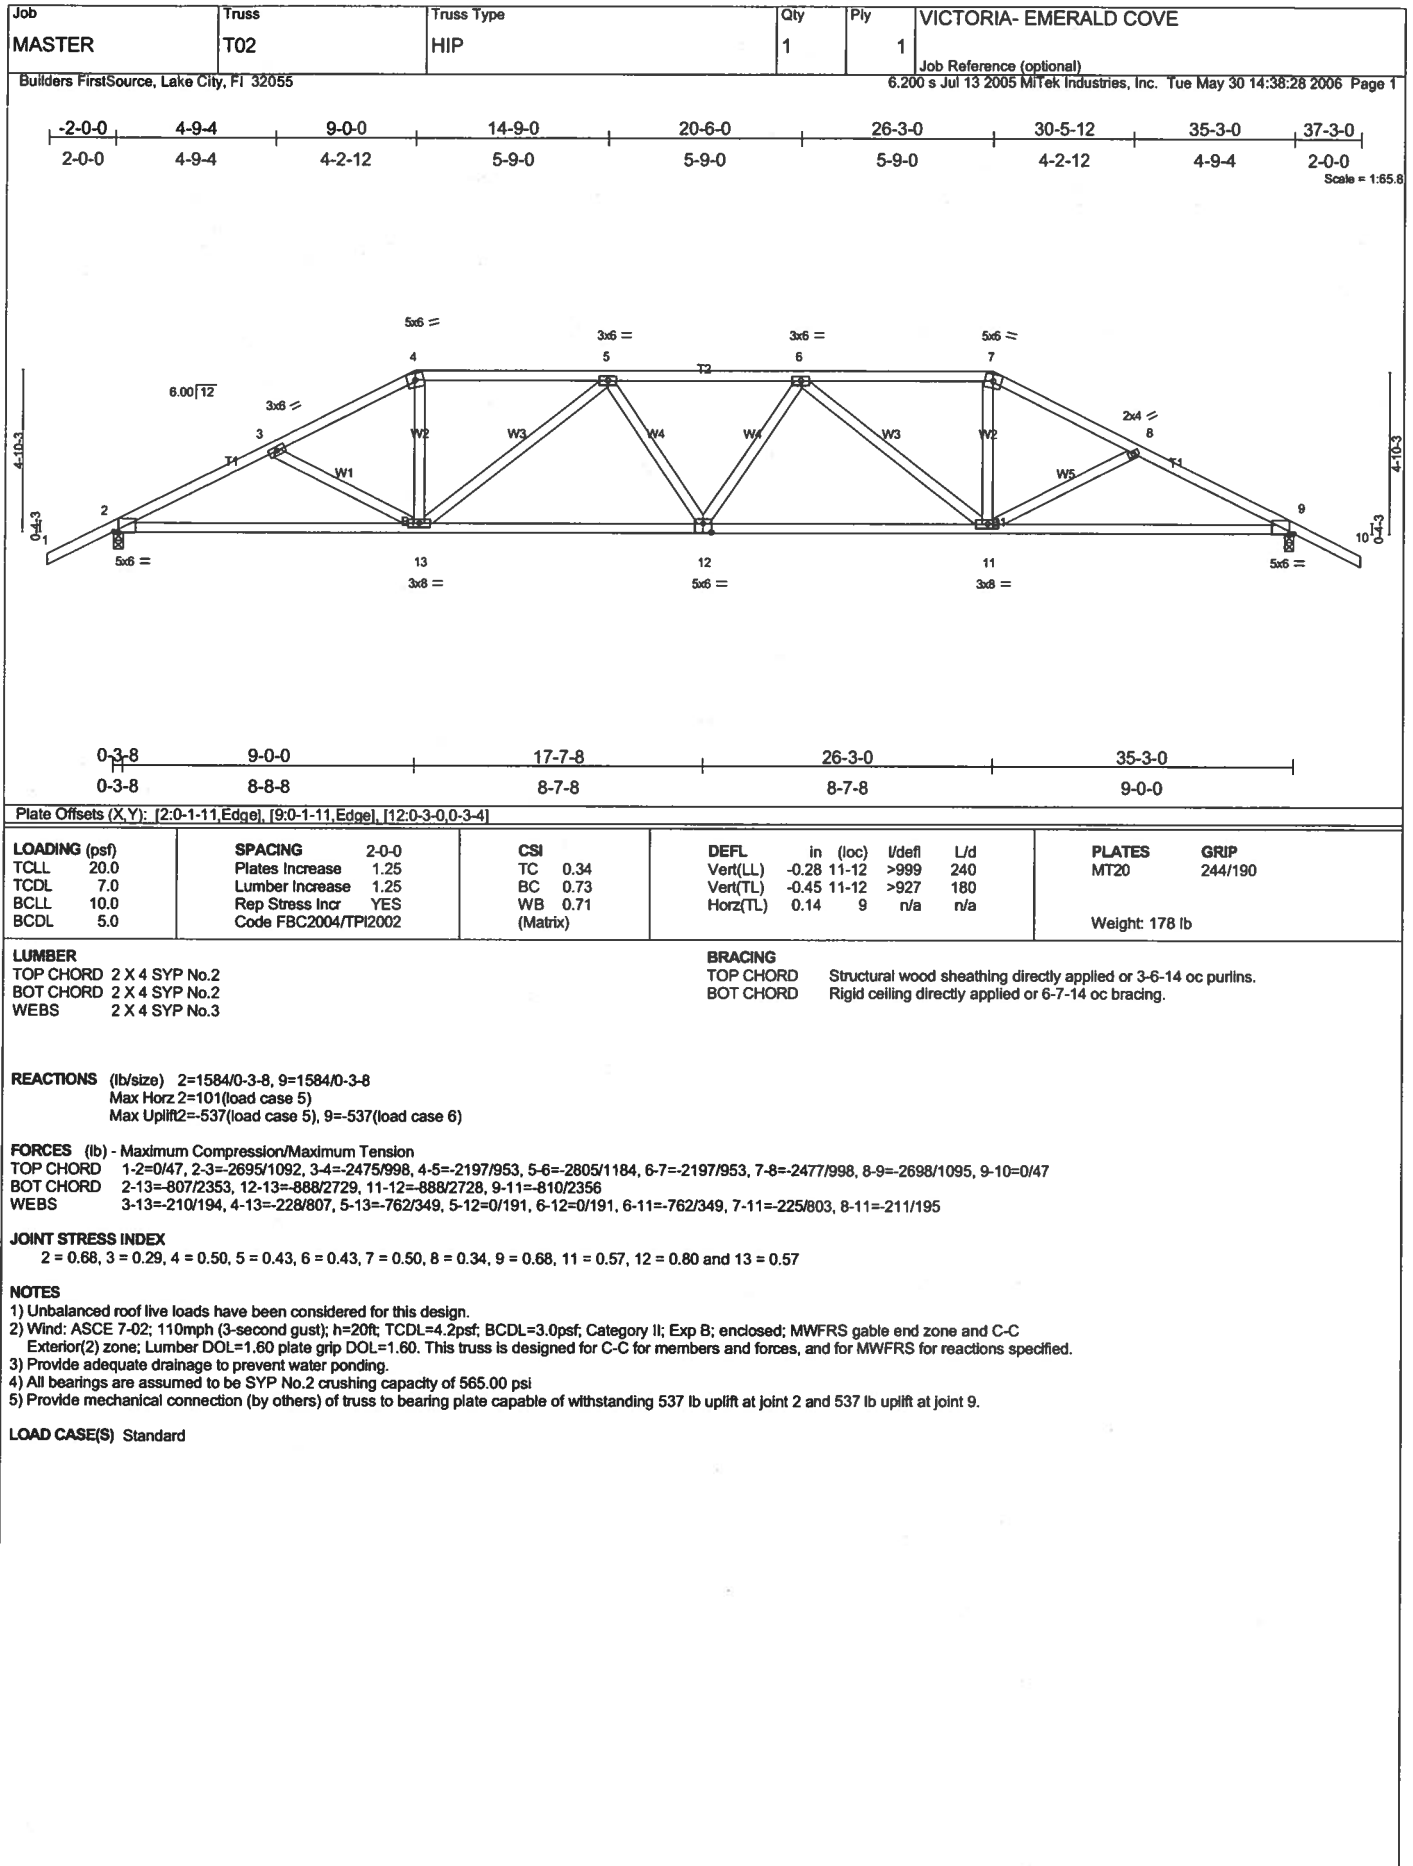 Job Truss Truss Type Qty Ply VICTORIA- EMERALD COVE
MASTER T02 HIP 1 1
Job Reference (optional)
Builders FirstSource, Lake City, Fl 32055 6.200 s Jul 13 2005 MiTek Industries, Inc. Tue May 30 14:38:28 2006 Page 1
-2-0-0 4-9-4 9-0-0 14-9-0 20-6-0 26-3-0 30-5-12 35-3-0 37-3-0
2-0-0 4-9-4 4-2-12 5-9-0 5-9-0 5-9-0 4-2-12 4-9-4 2-0-0
Scale = 1:65.8
5x6 = 3x6 = 3x6 = 5x6 =
4 5 6 7
T2
6.00 12
3x6 = 2x4 =
3 8
W2 W3 W4 W4 W3 W2
T1 W1 W5 T1
4-10-3 4-10-3
2 9
0-4-3 0-4-3
1 10
5x6 = 13 12 11 5x6 =
3x8 = 5x6 = 3x8 =
0-3-8 9-0-0 17-7-8 26-3-0 35-3-0
0-3-8 8-8-8 8-7-8 8-7-8 9-0-0
Plate Offsets (X,Y): [2:0-1-11,Edge], [9:0-1-11,Edge], [12:0-3-0,0-3-4]
LOADING (psf) SPACING 2-0-0 CSI DEFL in (loc) l/defl L/d PLATES GRIP
TCLL 20.0 Plates Increase 1.25 TC 0.34 Vert(LL) -0.28 11-12 >999 240 MT20 244/190
TCDL 7.0 Lumber Increase 1.25 BC 0.73 Vert(TL) -0.45 11-12 >927 180
BCLL 10.0 Rep Stress Incr YES WB 0.71 Horz(TL) 0.14 9 n/a n/a
BCDL 5.0 Code FBC2004/TPI2002 (Matrix) Weight: 178 lb
LUMBER
TOP CHORD 2 X 4 SYP No.2
BOT CHORD 2 X 4 SYP No.2
WEBS 2 X 4 SYP No.3
BRACING
TOP CHORD Structural wood sheathing directly applied or 3-6-14 oc purlins.
BOT CHORD Rigid ceiling directly applied or 6-7-14 oc bracing.
REACTIONS (lb/size) 2=1584/0-3-8, 9=1584/0-3-8
Max Horz 2=101(load case 5)
Max Uplift2=-537(load case 5), 9=-537(load case 6)
FORCES (lb) - Maximum Compression/Maximum Tension
TOP CHORD 1-2=0/47, 2-3=-2695/1092, 3-4=-2475/998, 4-5=-2197/953, 5-6=-2805/1184, 6-7=-2197/953, 7-8=-2477/998, 8-9=-2698/1095, 9-10=0/47
BOT CHORD 2-13=-807/2353, 12-13=-888/2729, 11-12=-888/2728, 9-11=-810/2356
WEBS 3-13=-210/194, 4-13=-228/807, 5-13=-762/349, 5-12=0/191, 6-12=0/191, 6-11=-762/349, 7-11=-225/803, 8-11=-211/195
JOINT STRESS INDEX
2 = 0.68, 3 = 0.29, 4 = 0.50, 5 = 0.43, 6 = 0.43, 7 = 0.50, 8 = 0.34, 9 = 0.68, 11 = 0.57, 12 = 0.80 and 13 = 0.57
NOTES
1) Unbalanced roof live loads have been considered for this design.
2) Wind: ASCE 7-02; 110mph (3-second gust); h=20ft; TCDL=4.2psf; BCDL=3.0psf; Category II; Exp B; enclosed; MWFRS gable end zone and C-C
Exterior(2) zone; Lumber DOL=1.60 plate grip DOL=1.60. This truss is designed for C-C for members and forces, and for MWFRS for reactions specified.
3) Provide adequate drainage to prevent water ponding.
4) All bearings are assumed to be SYP No.2 crushing capacity of 565.00 psi
5) Provide mechanical connection (by others) of truss to bearing plate capable of withstanding 537 lb uplift at joint 2 and 537 lb uplift at joint 9.
LOAD CASE(S) Standard